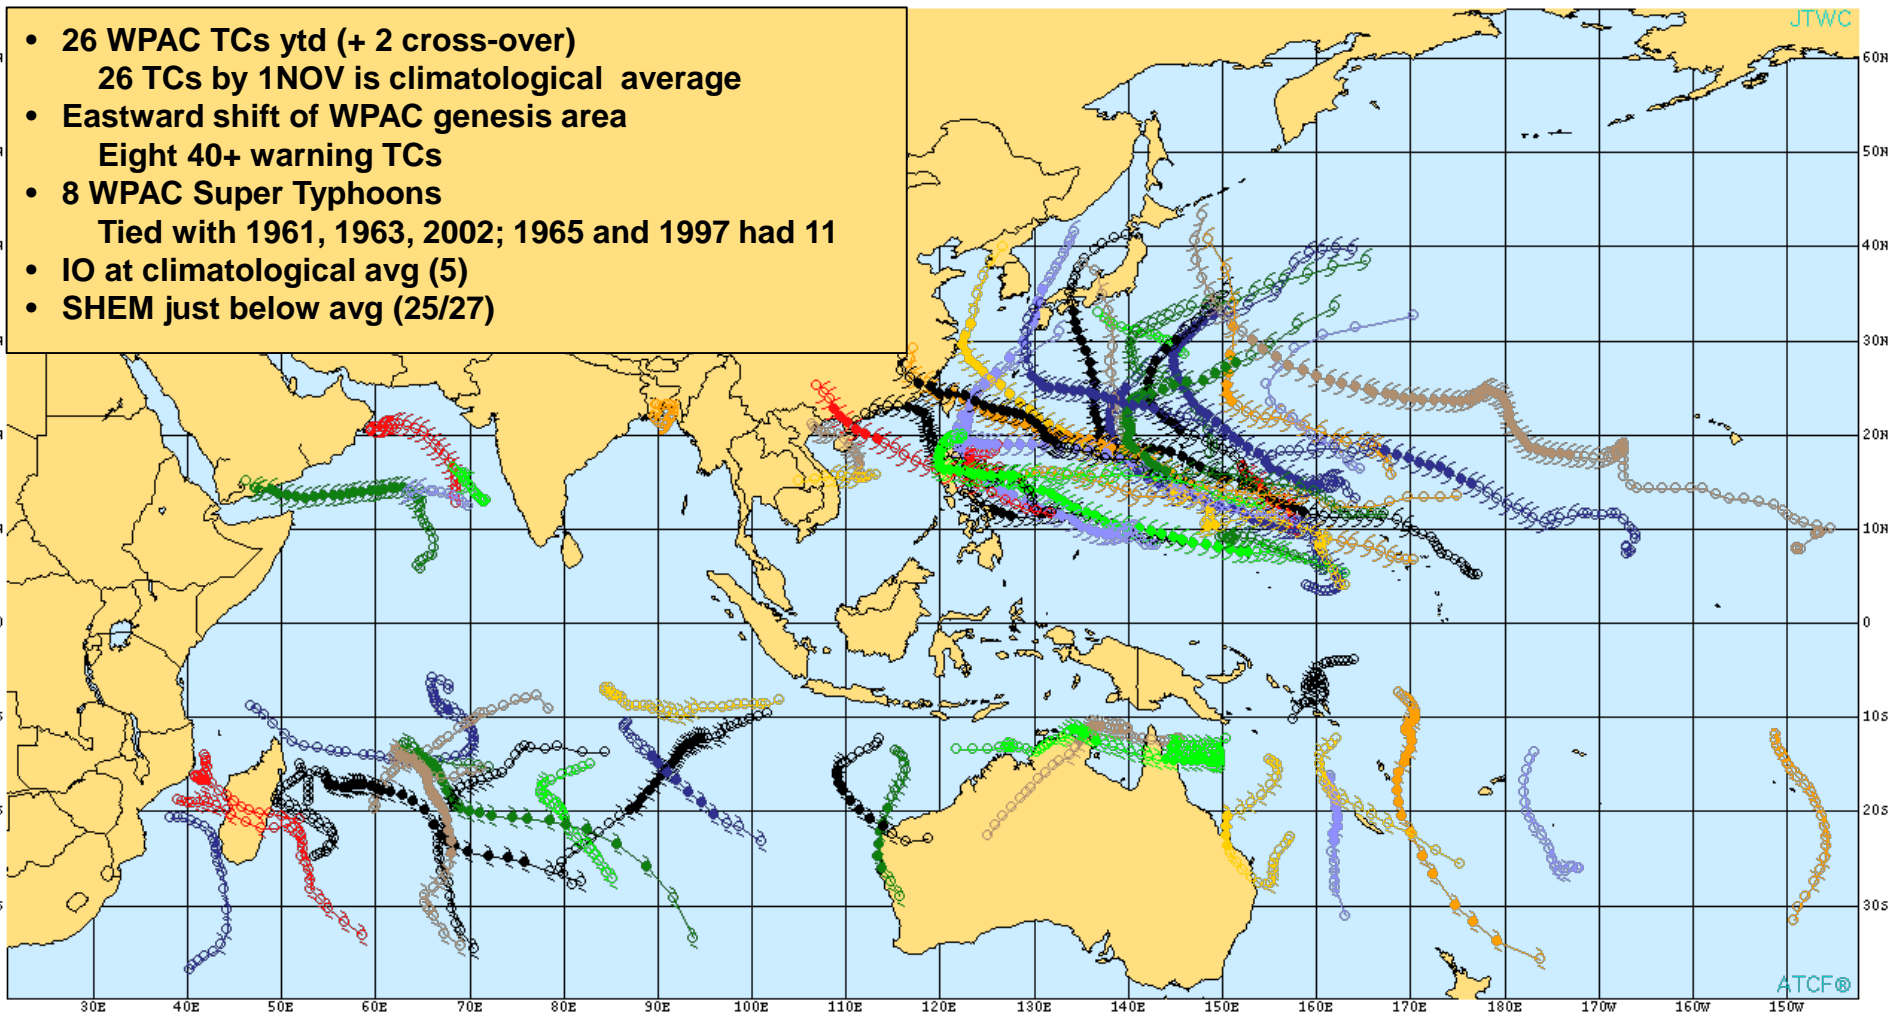 • 26 WPAC TCs ytd (+ 2 cross-over)
26 TCs by 1NOV is climatological average
• Eastward shift of WPAC genesis area
Eight 40+ warning TCs
• 8 WPAC Super Typhoons
Tied with 1961, 1963, 2002; 1965 and 1997 had 11
• IO at climatological avg (5)
• SHEM just below avg (25/27)
JTWC
60N
50N
40N
30N
20N
10N
0
10S
20S
30S
ATCF®
30E 40E 50E 60E 70E 80E 90E 100E 110E 120E 130E 140E 150E 160E 170E 180E 170W 160W 150W